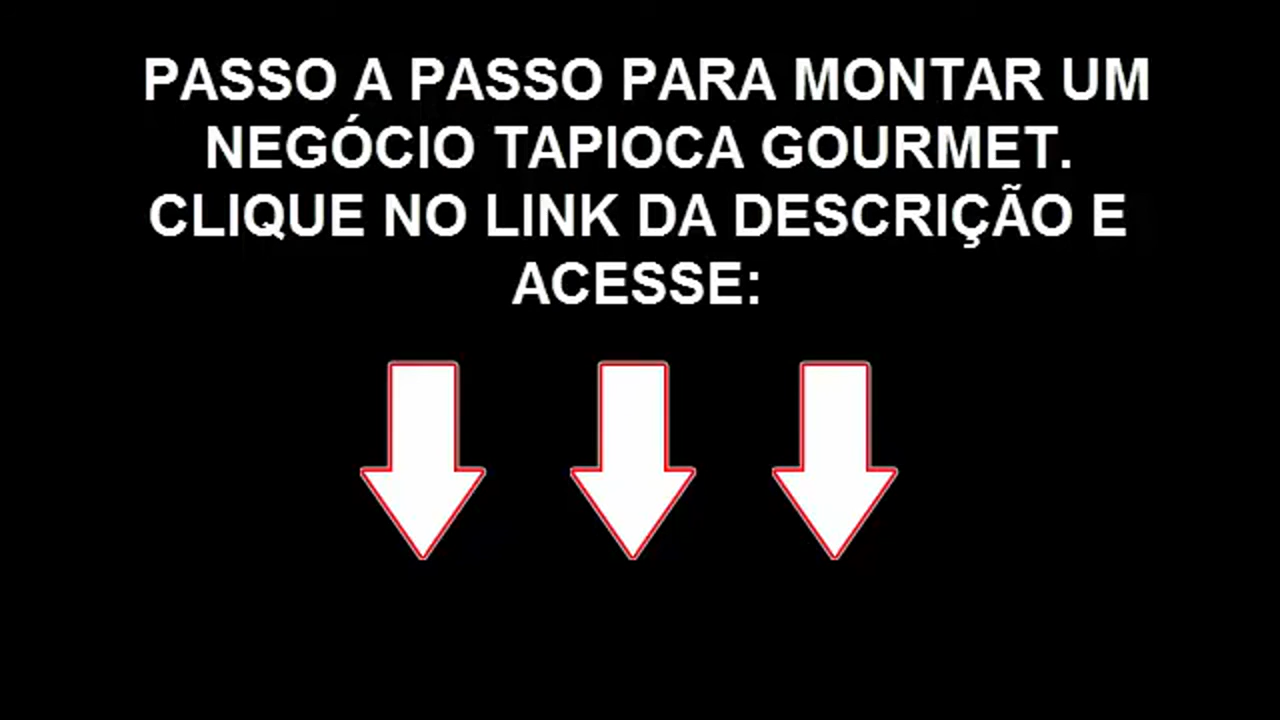 PASSO A PASSO PARA MONTAR UM
NEGÓCIO TAPIOCA GOURMET.
CLIQUE NO LINK DA DESCRIÇÃO E
ACESSE: